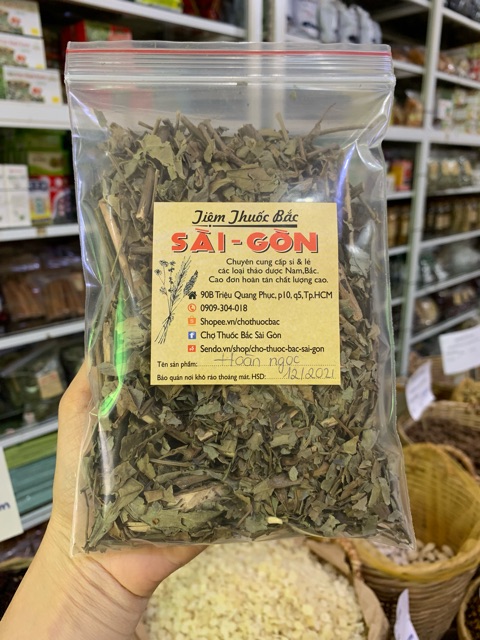 Tiệm Thuốc Bắc
SÀI-GÒN
Chuyên cung cấp sỉ & lẻ
các loại thảo dược Nam,Bắc.
Cao đơn hoàn tán chất lượng cao.
90B Triệu Quang Phục, p10, q5,Tp.HCM
0909-304-018
Shopee.vn/chothuocbac
Chợ Thuốc Bắc Sài Gòn
Sendo.vn/shop/cho-thuoc-bac-sai-gon
Tên sản phẩm: Hoàn ngọc
Bảo quản nơi khô ráo thoáng mát. HSD: 12/2021